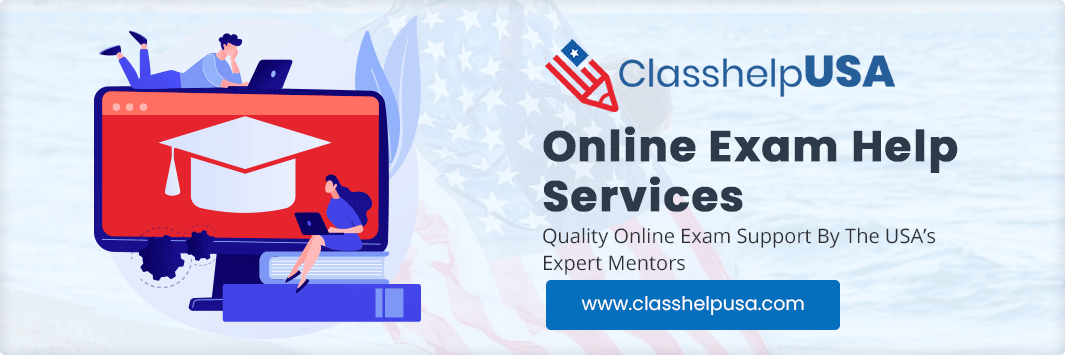 ClasshelpUSA
Online Exam Help
Services
Quality Online Exam Support By The USA’s
Expert Mentors
www.classhelpusa.com